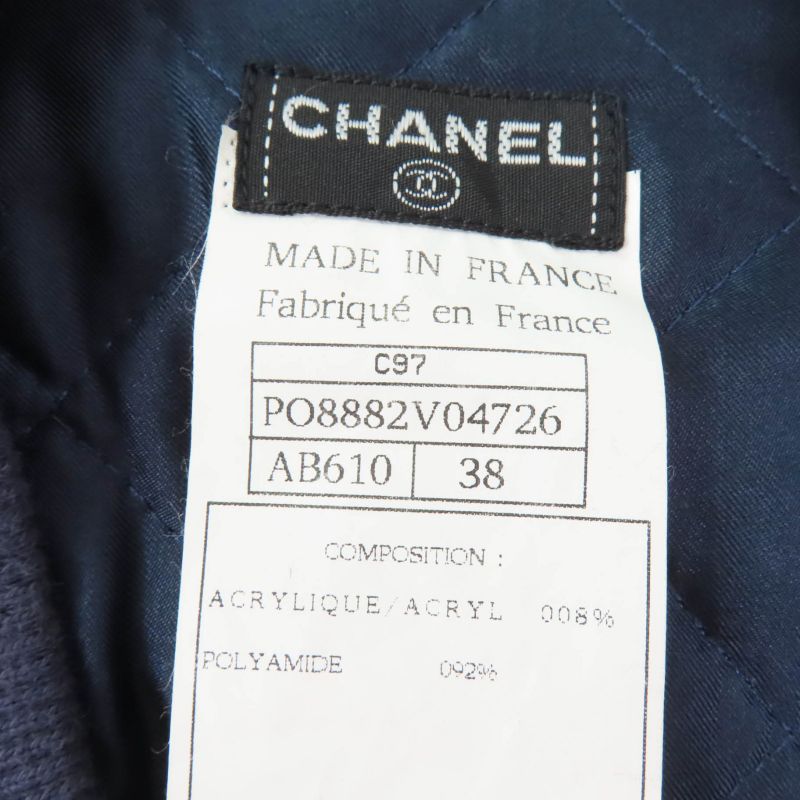 CHANEL
MADE IN FRANCE
Fabriqué en France
C97
PO8882V04726
AB610 38
COMPOSITION :
ACRYLIQUE/ACRYL 008%
POLYAMIDE 092%